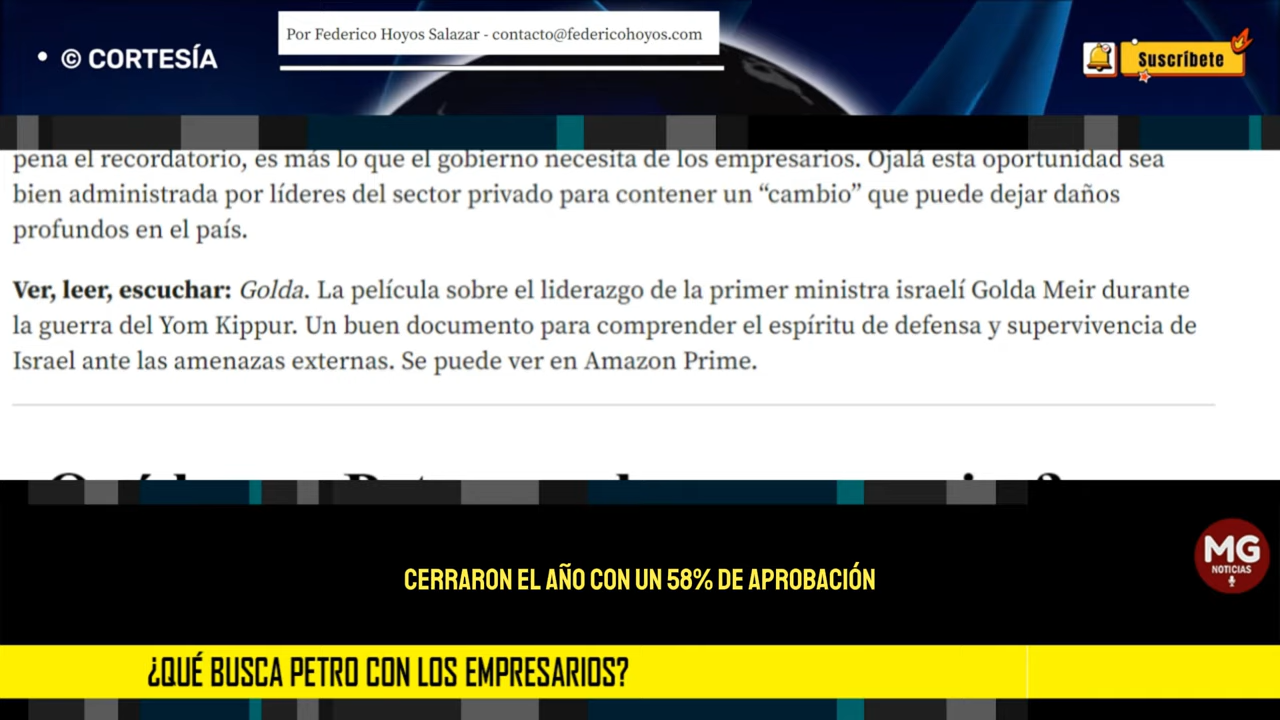 • © CORTESÍA
Por Federico Hoyos Salazar - contacto@federicohoyos.com
Suscríbete
pena el recordatorio, es más lo que el gobierno necesita de los empresarios. Ojalá esta oportunidad sea
bien administrada por líderes del sector privado para contener un “cambio” que puede dejar daños
profundos en el país.
Ver, leer, escuchar: Golda. La película sobre el liderazgo de la primer ministra israelí Golda Meir durante
la guerra del Yom Kippur. Un buen documento para comprender el espíritu de defensa y supervivencia de
Israel ante las amenazas externas. Se puede ver en Amazon Prime.
MG
NOTICIAS
CERRARON EL AÑO CON UN 58% DE APROBACIÓN
¿QUÉ BUSCA PETRO CON LOS EMPRESARIOS?